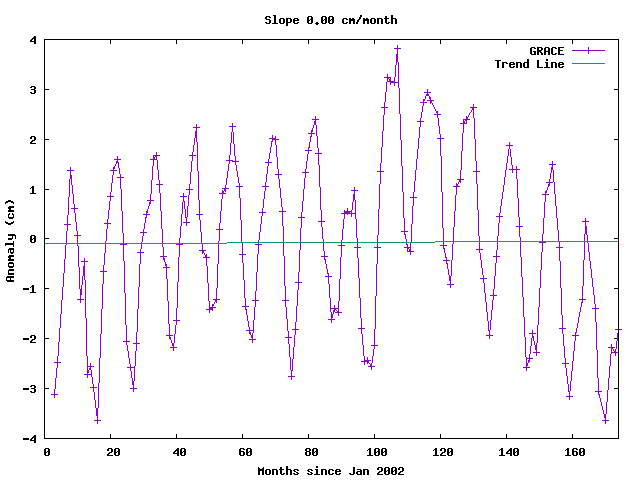 Slope 0.00 cm/month
GRACE
Trend Line
4
3
2
1
0
-1
-2
-3
-4
Anomaly (cm)
0 20 40 60 80 100 120 140 160
Months since Jan 2002